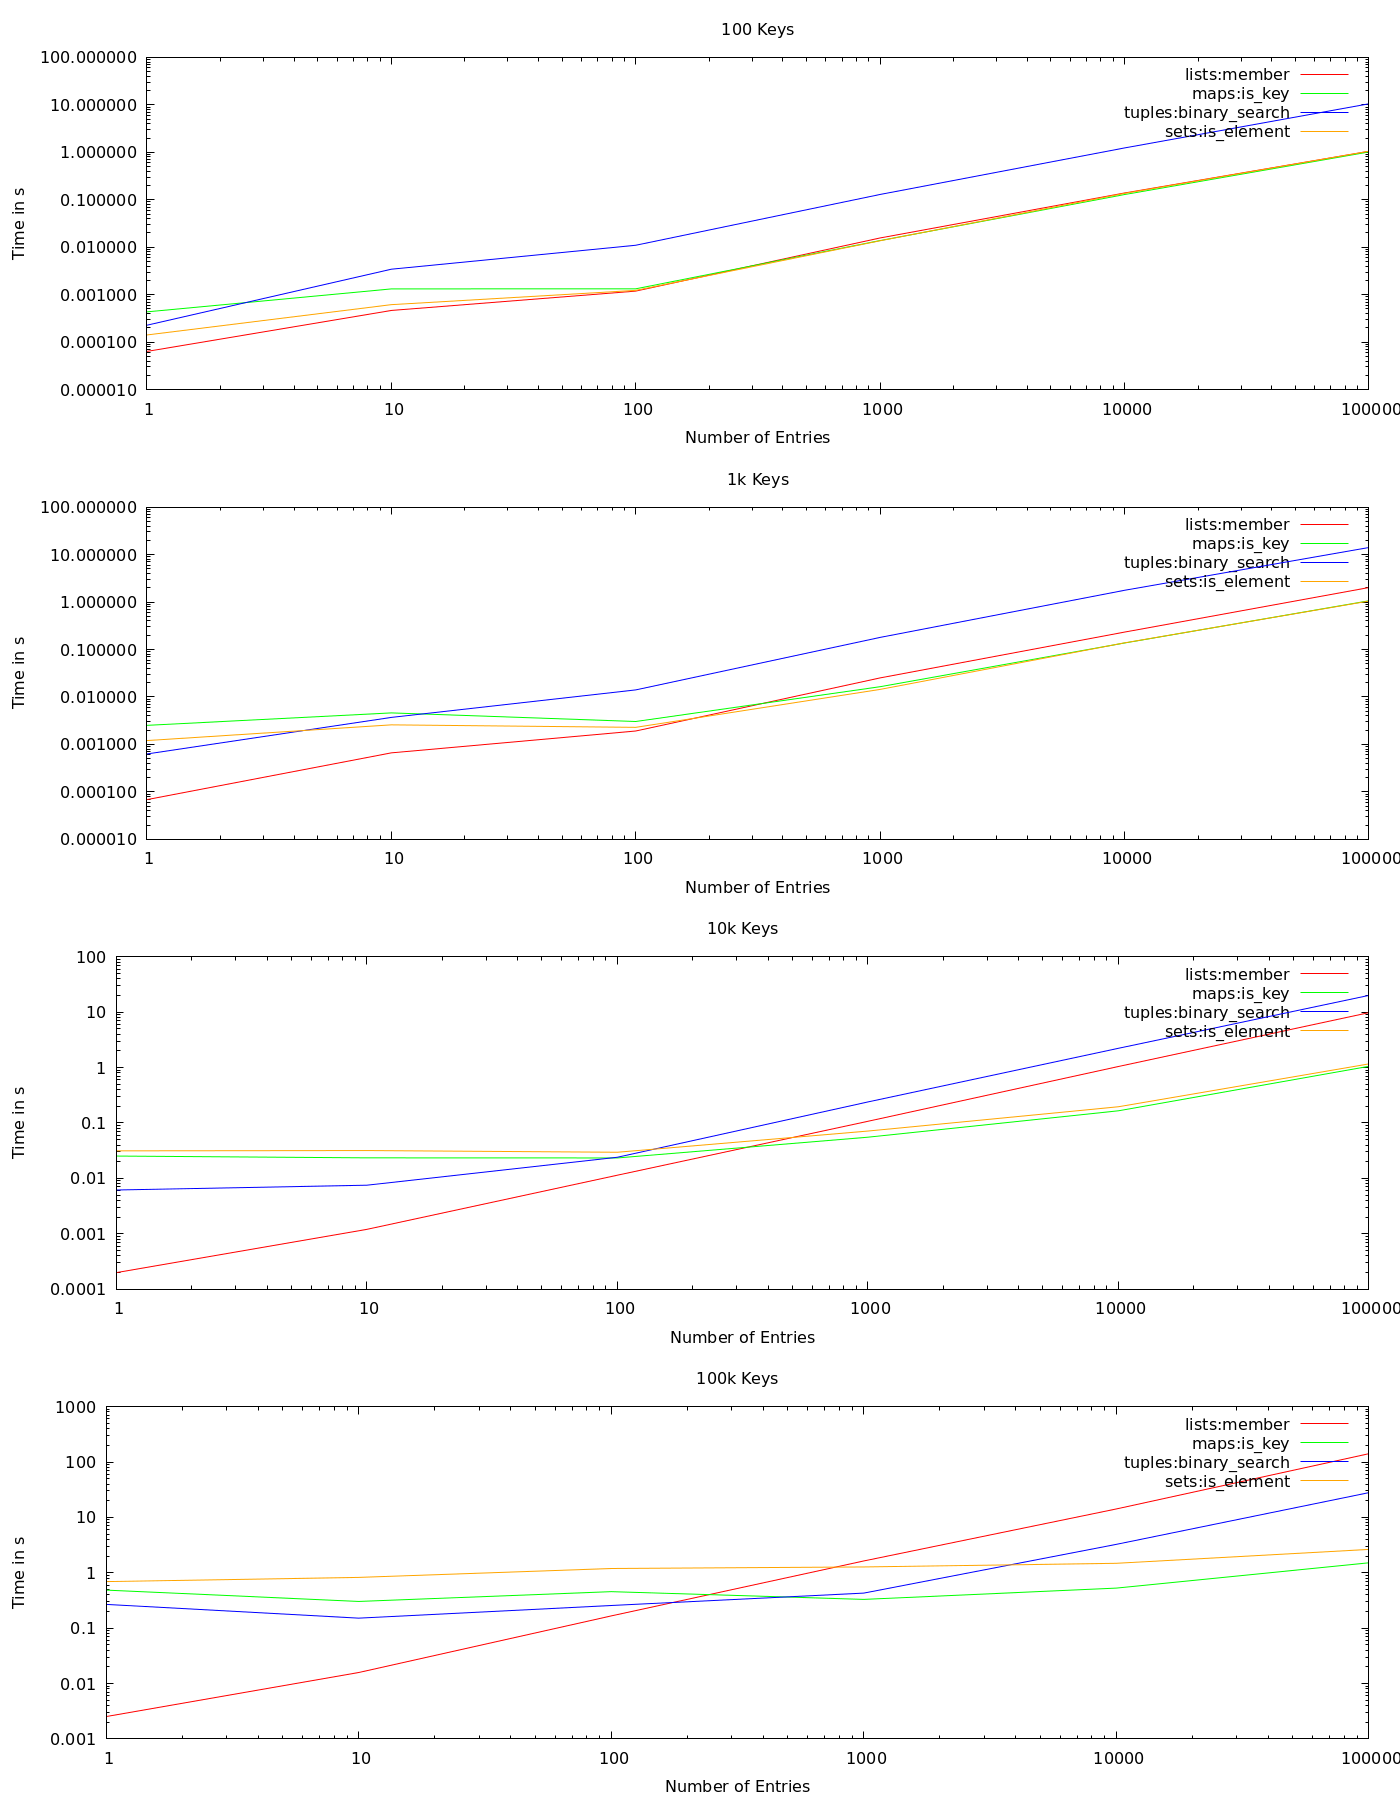 100 Keys
100.000000
10.000000
1.000000
0.100000
0.010000
0.001000
0.000100
0.000010
Time in s
lists:member
maps:is_key
tuples:binary_search
sets:is_element
1 10 100 1000 10000 100000
Number of Entries
1k Keys
100.000000
10.000000
1.000000
0.100000
0.010000
0.001000
0.000100
0.000010
Time in s
lists:member
maps:is_key
tuples:binary_search
sets:is_element
1 10 100 1000 10000 100000
Number of Entries
10k Keys
100
10
1
0.1
0.01
0.001
0.0001
Time in s
lists:member
maps:is_key
tuples:binary_search
sets:is_element
1 10 100 1000 10000 100000
Number of Entries
100k Keys
1000
100
10
1
0.1
0.01
0.001
Time in s
lists:member
maps:is_key
tuples:binary_search
sets:is_element
1 10 100 1000 10000 100000
Number of Entries